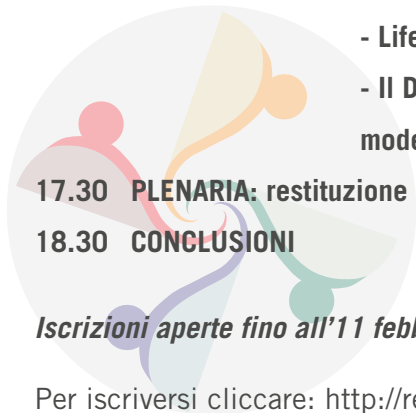 - Life
- Il D
mode
17.30 PLENARIA: restituzione
18.30 CONCLUSIONI
Iscrizioni aperte fino all'11 febb
Per iscriversi cliccare: http://re